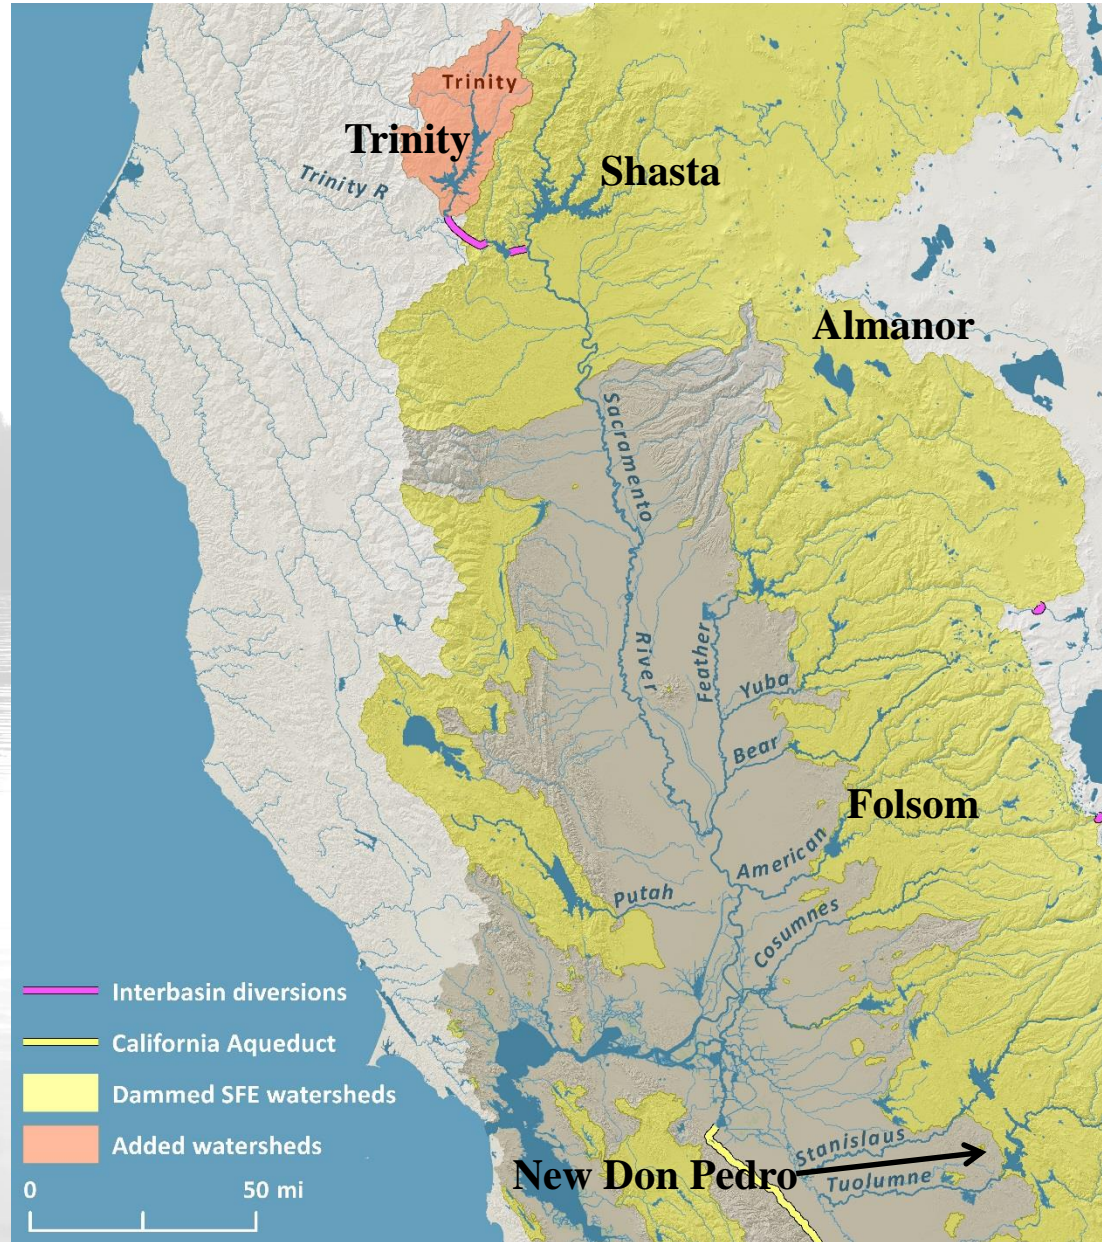 Trinity
Trinity
Shasta
Trinity R
Almanor
Sacramento
River
Feather
Yuba
Bear
Folsom
American
Putah
Cosumnes
Interbasin diversions
California Aqueduct
Dammed SFE watersheds
Added watersheds
0 50 mi
Stanislaus
New Don Pedro
Tuolumne